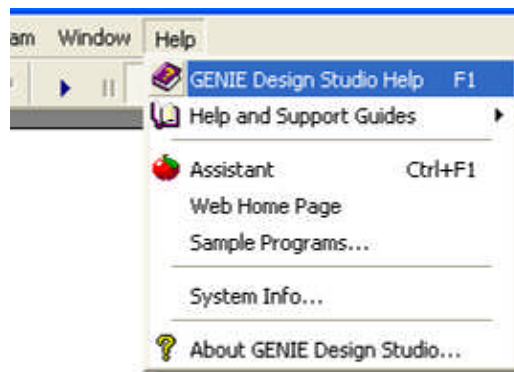 am Window Help
GENIE Design Studio Help F1
Help and Support Guides
Assistant Ctrl+F1
Web Home Page
Sample Programs...
System Info...
About GENIE Design Studio...